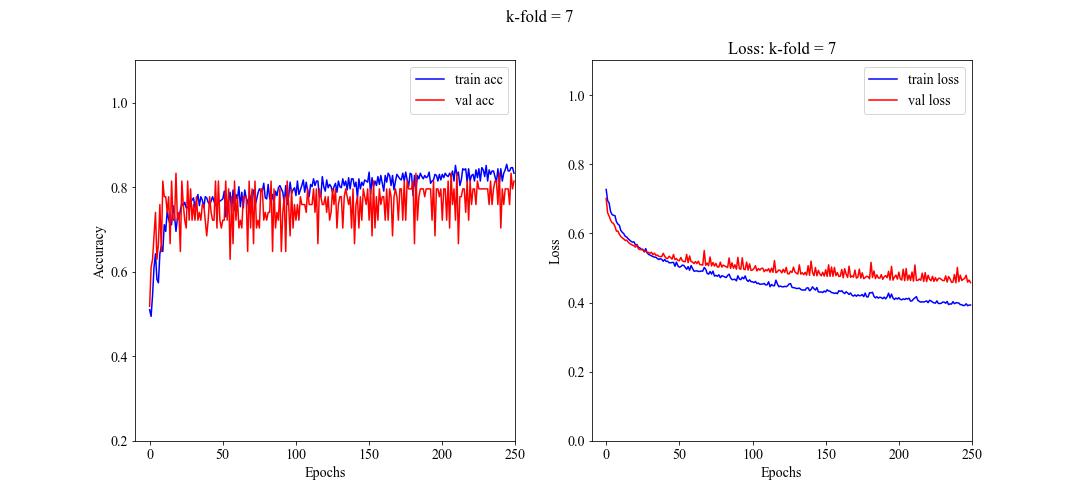 k-fold = 7
Accuracy
1.0
0.8
0.6
0.4
0.2
0
50
100
150
200
250
Epochs
train acc
val acc
Loss: k-fold = 7
Loss
1.0
0.8
0.6
0.4
0.2
0.0
0
50
100
150
200
250
Epochs
train loss
val loss